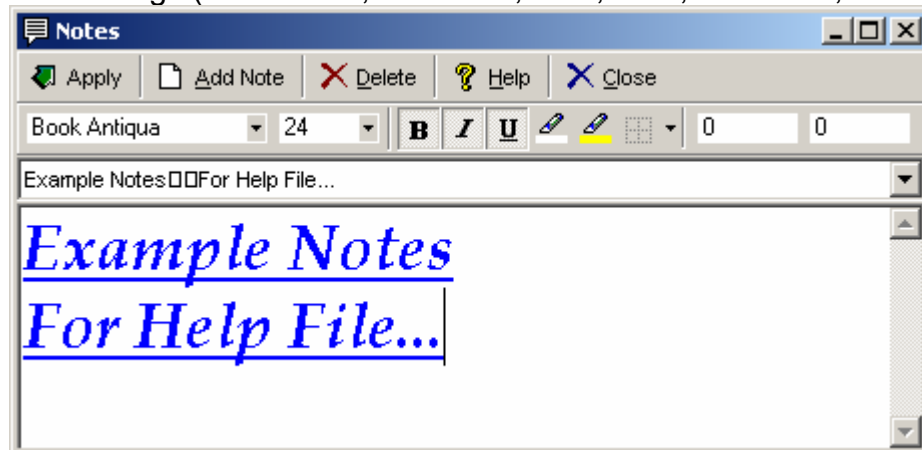 Notes
Apply Add Note Delete Help Close
Book Antiqua 24 B I U 0 0
Example Notes□□For Help File...
Example Notes
For Help File...